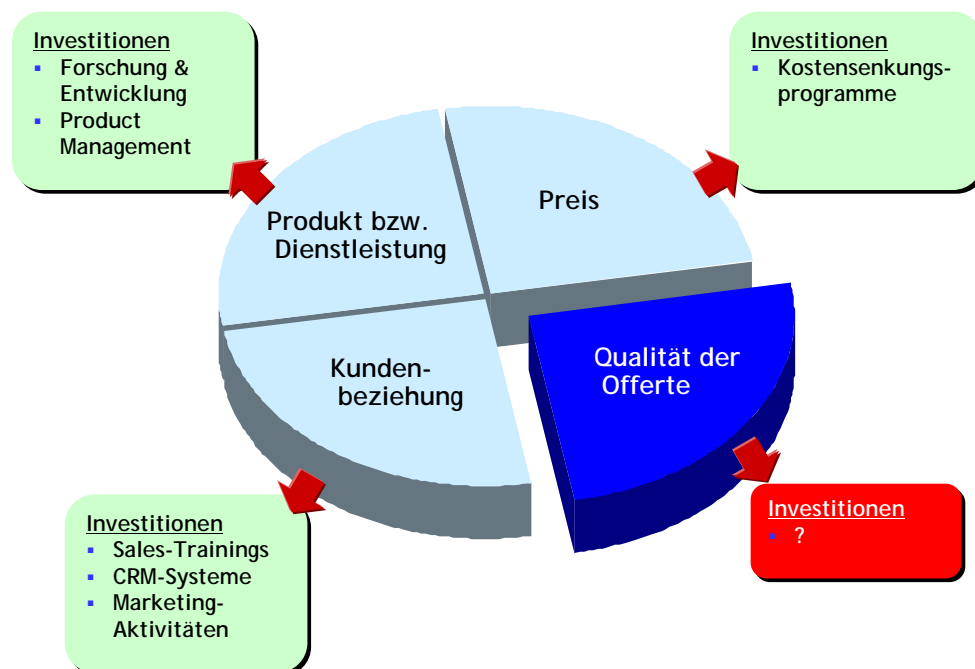 Investitionen
Forschung &
Entwicklung
Product
Management
Investitionen
Kostensenkungs-
programme
Produkt bzw.
Dienstleistung
Preis
Kunden-
beziehung
Qualität der
Offerte
Investitionen
Sales-Trainings
CRM-Systeme
Marketing-
Aktivitäten
Investitionen
?